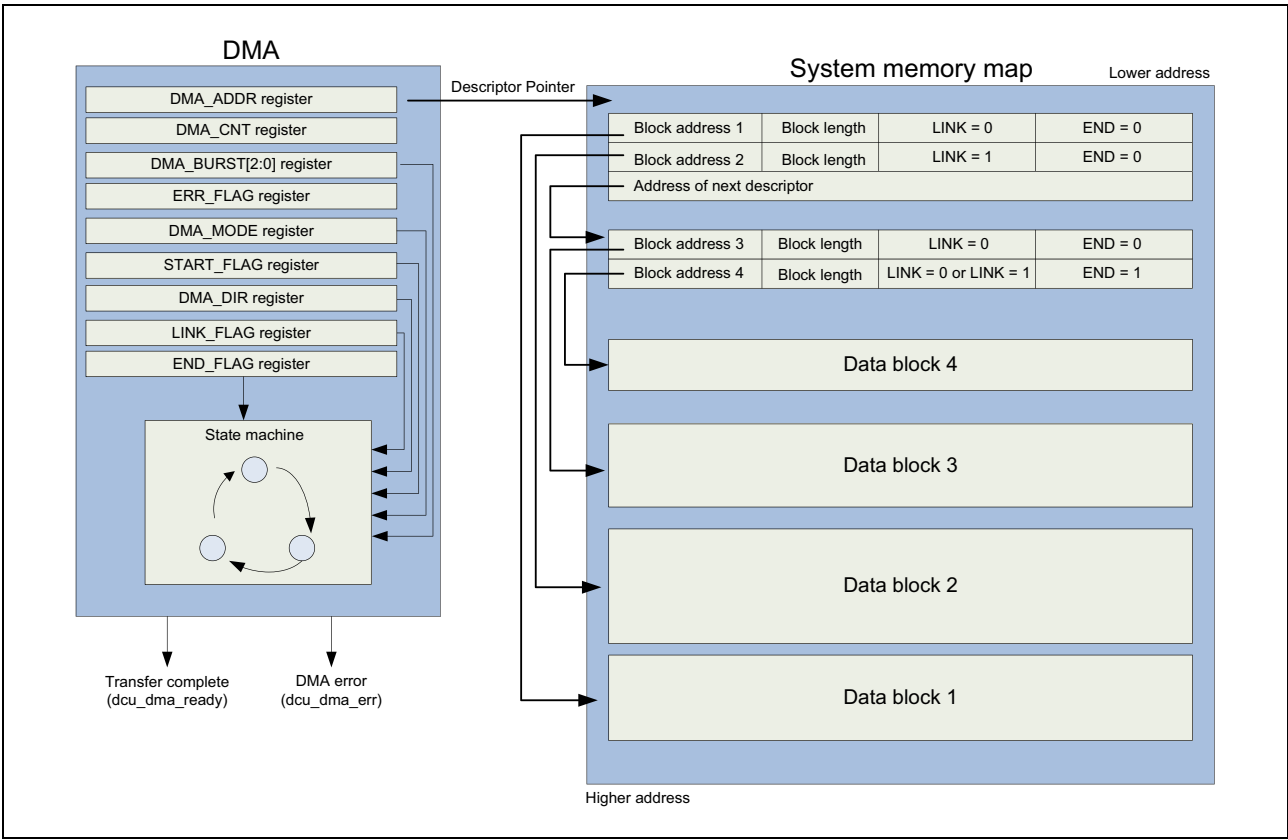 DMA
DMA_ADDR register
DMA_CNT register
DMA_BURST[2:0] register
ERR_FLAG register
DMA_MODE register
START_FLAG register
DMA_DIR register
LINK_FLAG register
END_FLAG register
State machine
Transfer complete
(dcu_dma_ready)
DMA error
(dcu_dma_err)
Descriptor Pointer
System memory map
Lower address
Block address 1 Block length LINK = 0 END = 0
Block address 2 Block length LINK = 1 END = 0
Address of next descriptor
Block address 3 Block length LINK = 0 END = 0
Block address 4 Block length LINK = 0 or LINK = 1 END = 1
Data block 4
Data block 3
Data block 2
Data block 1
Higher address